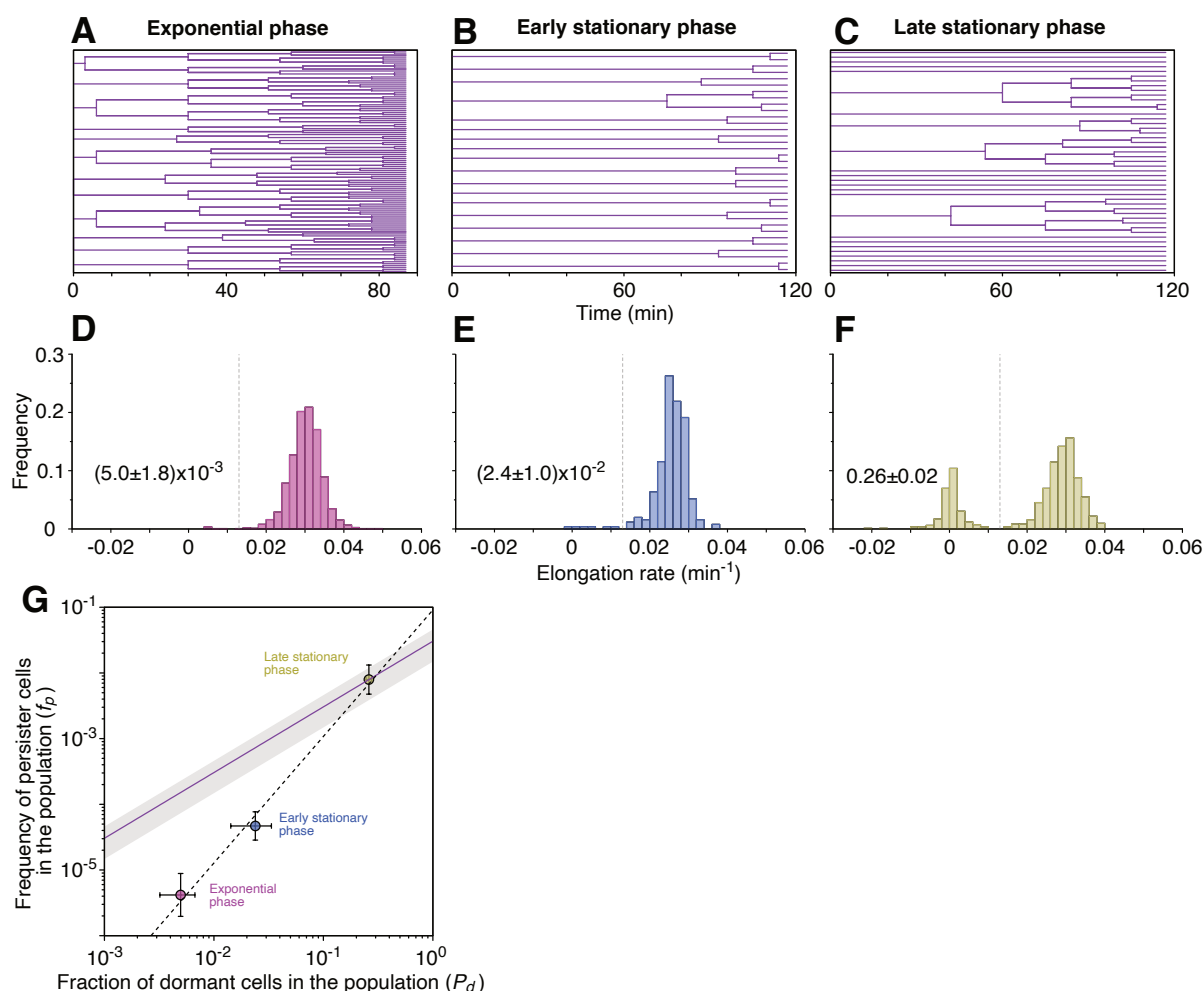 A Exponential phase
B Early stationary phase
C Late stationary phase
0 40 80
0 60 120
0 60 120
Time (min)
D
E
F
Frequency
0.3
0.2
0.1
0
(5.0±1.8)x10-3
(2.4±1.0)x10-2
0.26±0.02
-0.02 0 0.02 0.04 0.06
-0.02 0 0.02 0.04 0.06
-0.02 0 0.02 0.04 0.06
Elongation rate (min-1)
G
Frequency of persister cells
in the population (fp)
10-1
10-3
10-5
Late stationary
phase
Early stationary
phase
Exponential
phase
10-3 10-2 10-1 100
Fraction of dormant cells in the population (Pd)